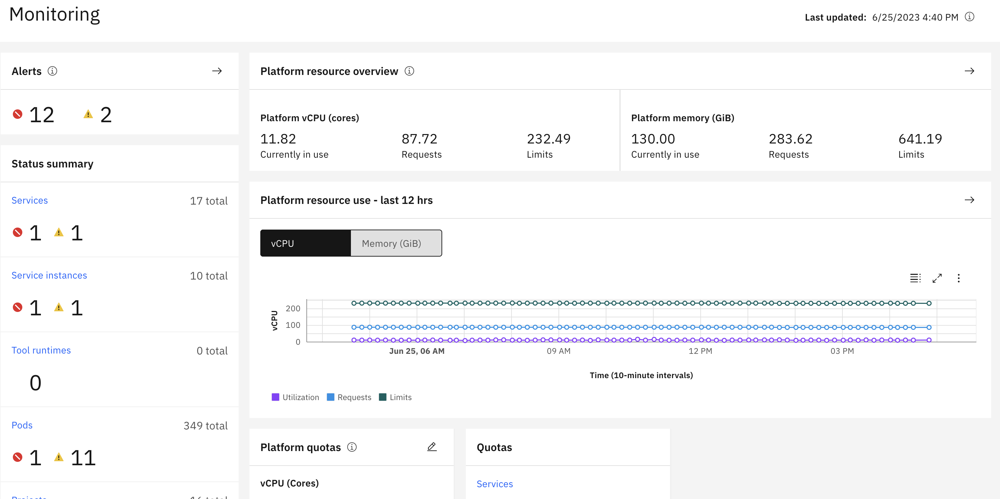 Monitoring
Last updated: 6/25/2023 4:40 PM
Alerts
12 2
Status summary
Services 17 total
1 1
Service instances 10 total
1 1
Tool runtimes 0 total
0
Pods 349 total
1 11
Platform resource overview
Platform vCPU (cores)
11.82 87.72 232.49
Currently in use Requests Limits
Platform memory (GiB)
130.00 283.62 641.19
Currently in use Requests Limits
Platform resource use - last 12 hrs
vCPU Memory (GiB)
vCPU
200
100
0
Jun 25, 06 AM 09 AM 12 PM 03 PM
Time (10-minute intervals)
Utilization Requests Limits
Platform quotas
vCPU (Cores)
Quotas
Services